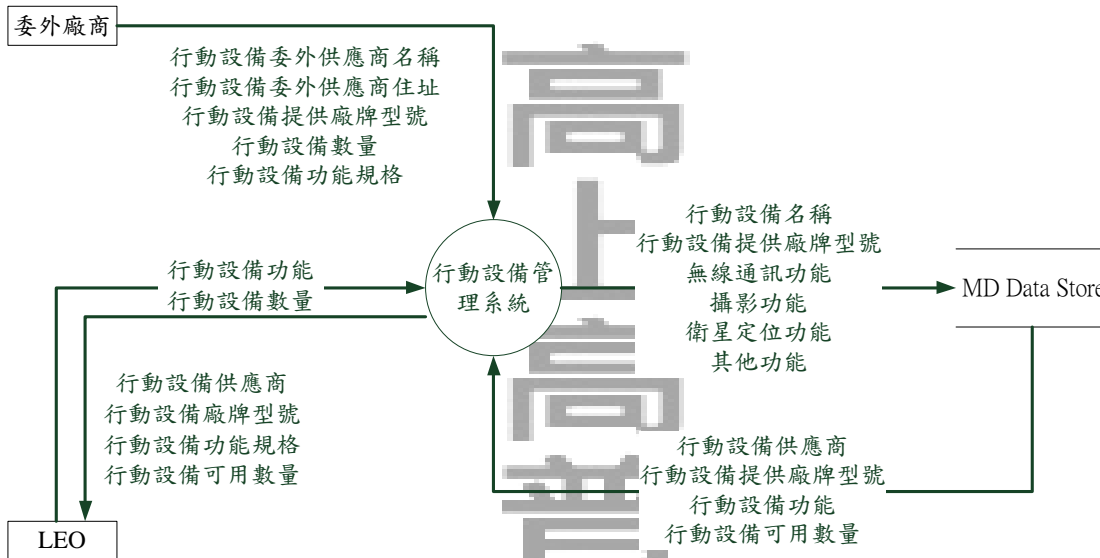 委外廠商
行動設備委外供應商名稱
行動設備委外供應商住址
行動設備提供廠牌型號
行動設備數量
行動設備功能規格
行動設備功能
行動設備數量
行動設備管
理系統
行動設備名稱
行動設備提供廠牌型號
無線通訊功能
攝影功能
衛星定位功能
其他功能
MD Data Store
行動設備供應商
行動設備廠牌型號
行動設備功能規格
行動設備可用數量
行動設備供應商
行動設備提供廠牌型號
行動設備功能
行動設備可用數量
LEO
高
上
高